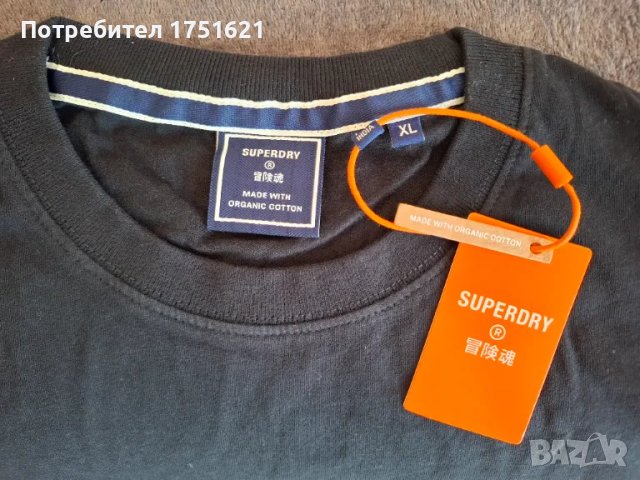 Потребител 1751621
SUPERDRY
®
冒険魂
MADE WITH
ORGANIC COTTON
INDIA
XL
MADE WITH ORGANIC COTTON
SUPERDRY
®
冒険魂
BAZAR